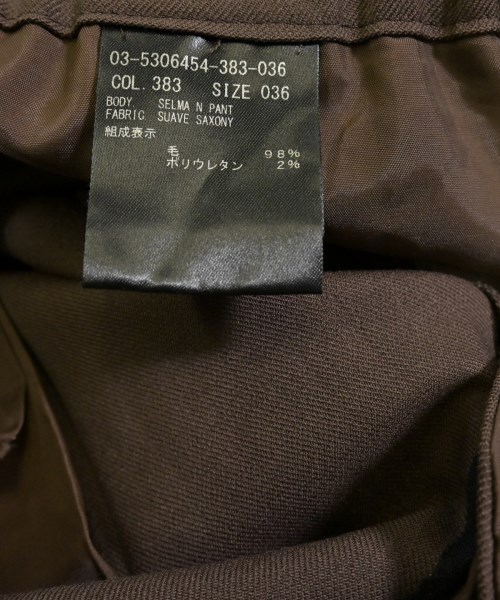 03-5306454-383-036
COL. 383 SIZE 036
BODY SELMA N PANT
FABRIC SUAVE SAXONY
組成表示
毛 98%
ポリウレタン 2%